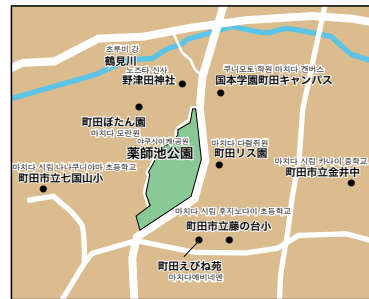 츠루미 강
鶴見川
노즈타 신사
野津田神社
쿠니모토 학원 마치다 캔버스
国本学園町田キャンパス
町田ぼたん園
마치다 모란원
야쿠시이케 공원
薬師池公園
마치다 다람쥐원
町田リス園
마치다 시립 나나쿠니야마 초등학교
町田市立七国山小
마치다 시립 카나이 중학교
町田市立金井中
마치다 시립 후지노다이 초등학교
町田市立藤の台小
町田えびね苑
마치다에비네엔